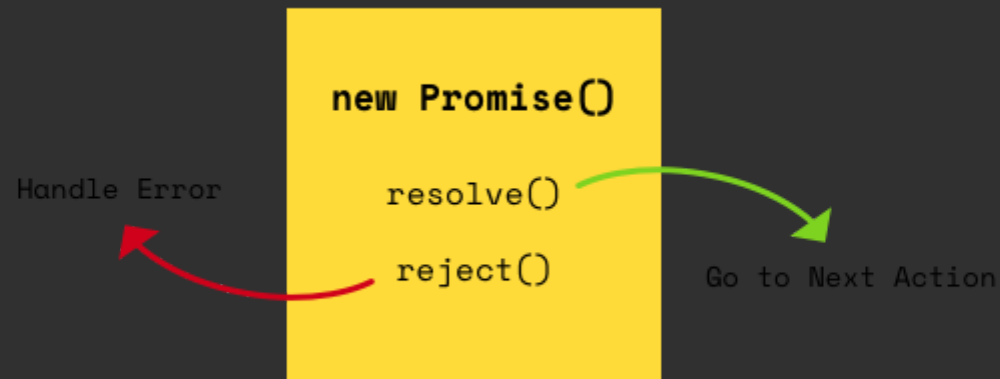 new Promise()
resolve()
reject()
Handle Error
Go to Next Action